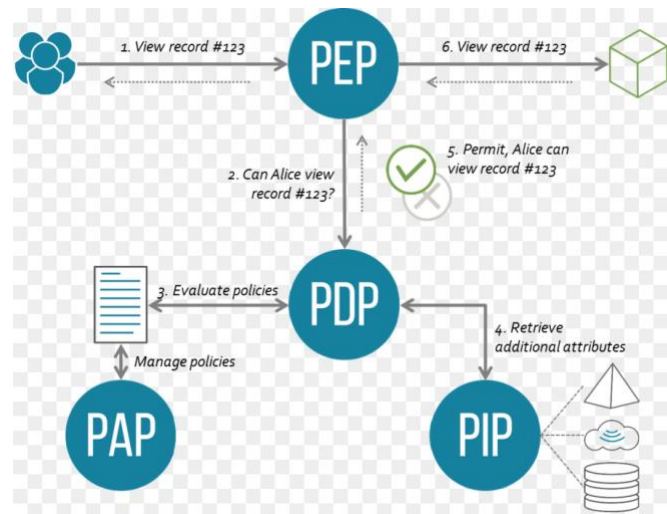 1. View record #123
PEP
6. View record #123
2. Can Alice view
record #123?
5. Permit, Alice can
view record #123
3. Evaluate policies
PDP
4. Retrieve
additional attributes
Manage policies
PAP
PIP